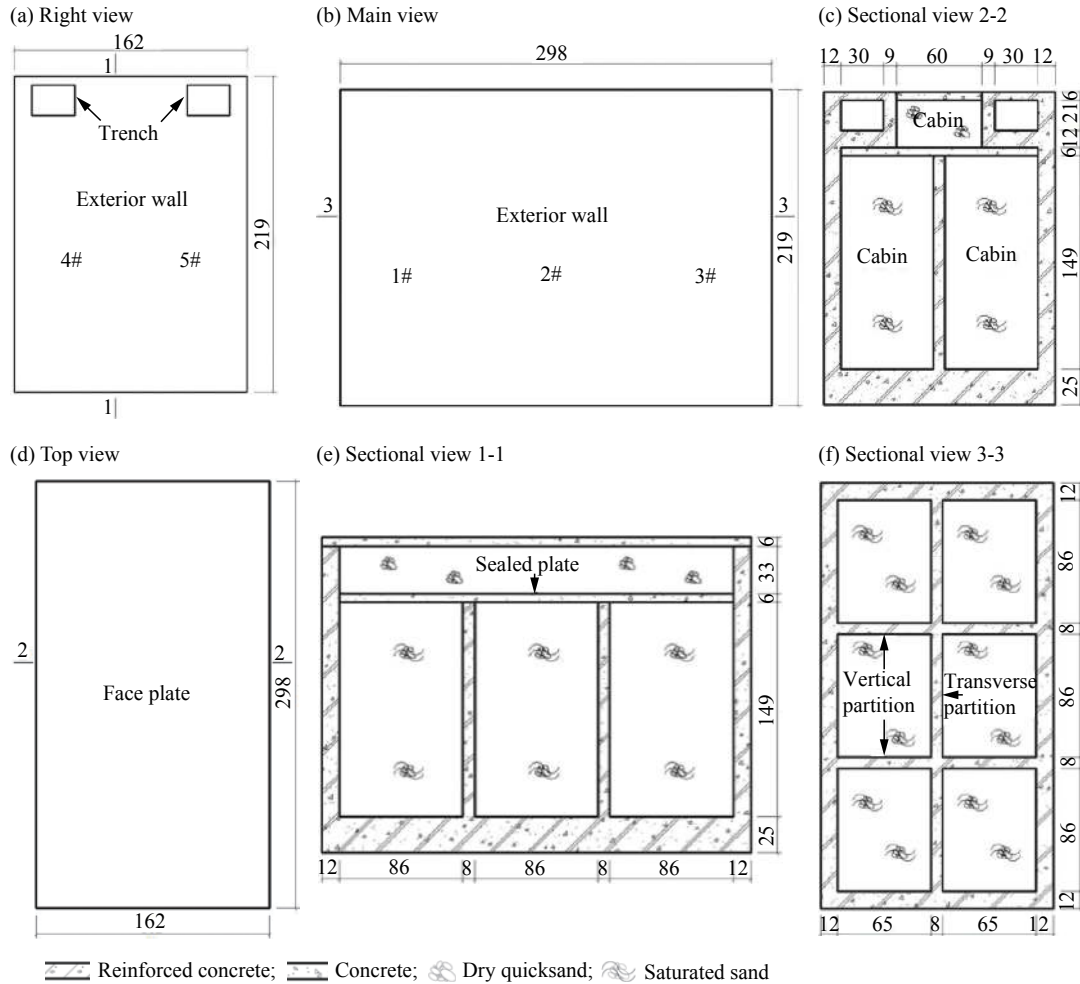 (a) Right view
162
1
Trench
Exterior wall
4#
5#
219
1
(b) Main view
298
3
3
Exterior wall
1#
2#
3#
219
(c) Sectional view 2-2
12 30 9 60 9 30 12
Cabin
Cabin
Cabin
6
21
12
6
149
25
(d) Top view
2
2
Face plate
298
162
(e) Sectional view 1-1
Sealed plate
6
33
6
149
25
12 86 8 86 8 86 12
(f) Sectional view 3-3
Vertical
partition
Transverse
partition
12
86
8
86
8
86
12
12 65 8 65 12
Reinforced concrete; Concrete; Dry quicksand; Saturated sand